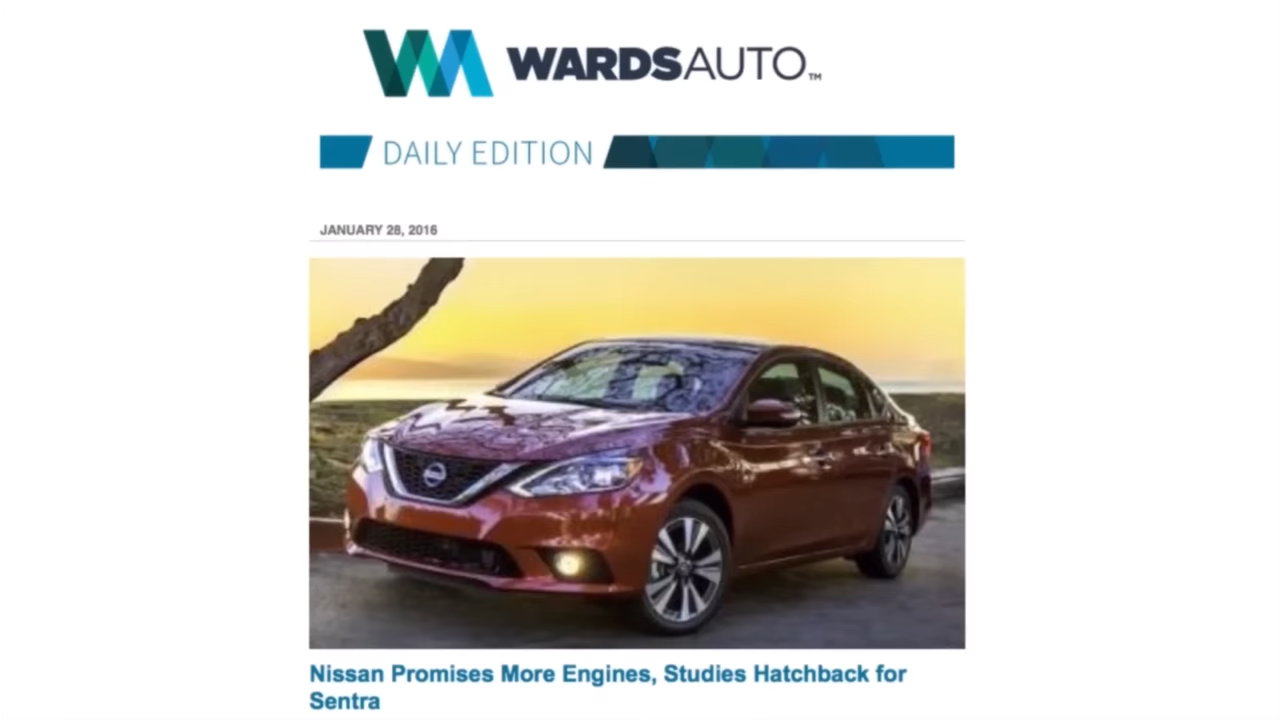 WARDSAUTO™
DAILY EDITION
JANUARY 28, 2016
Nissan Promises More Engines, Studies Hatchback for
Sentra